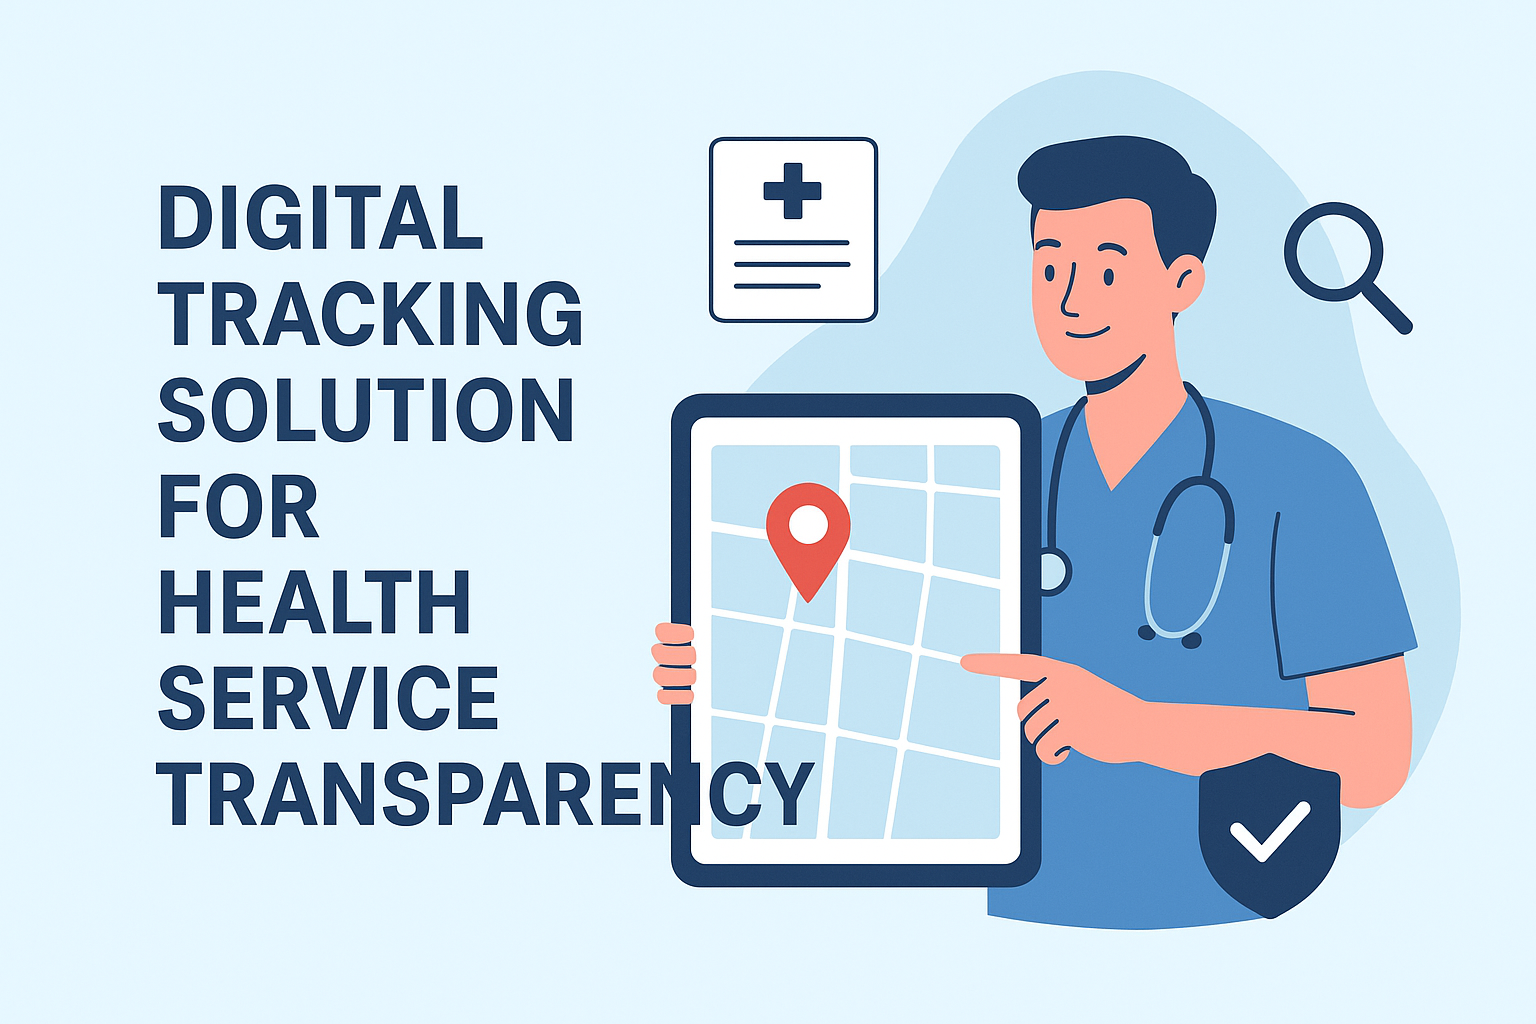 DIGITAL
TRACKING
SOLUTION
FOR
HEALTH
SERVICE
TRANSPARENCY